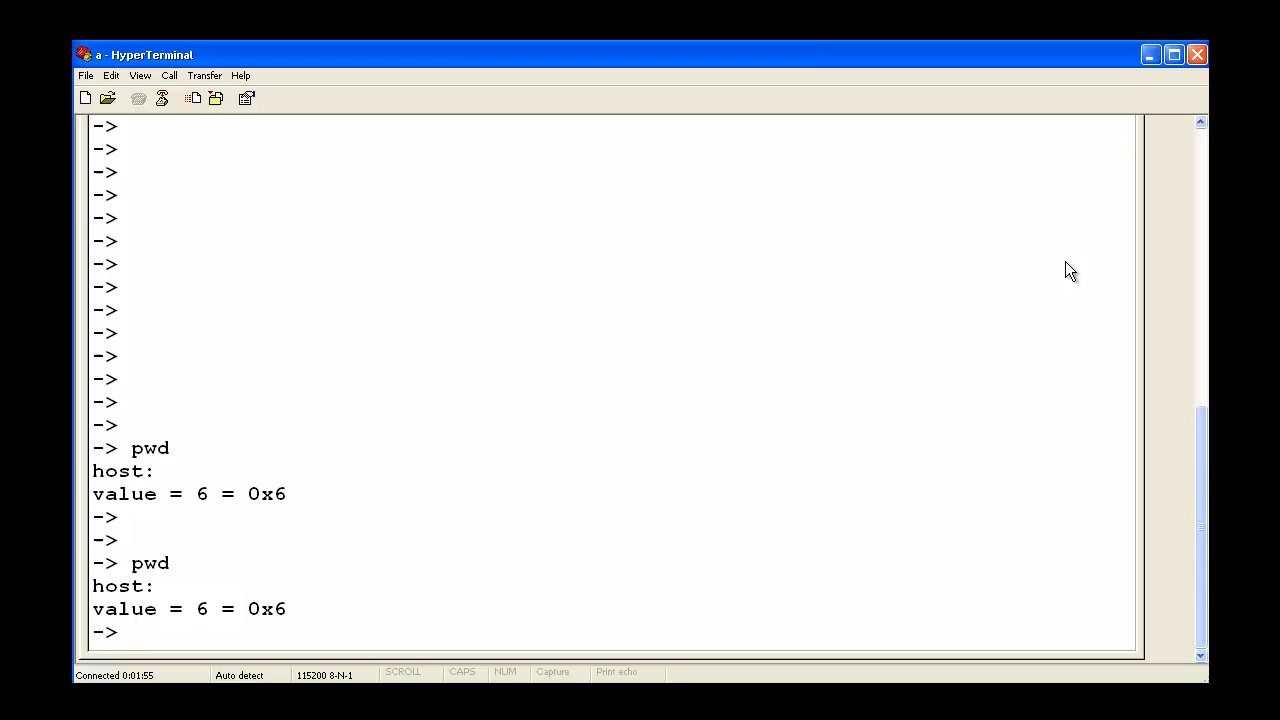 a - HyperTerminal
File Edit View Call Transfer Help
->
->
->
->
->
->
->
->
->
->
->
->
->
->
-> pwd
host:
value = 6 = 0x6
->
->
-> pwd
host:
value = 6 = 0x6
->
Connected 0:01:55 Auto detect 115200 8-N-1 SCROLL CAPS NUM Capture Print echo